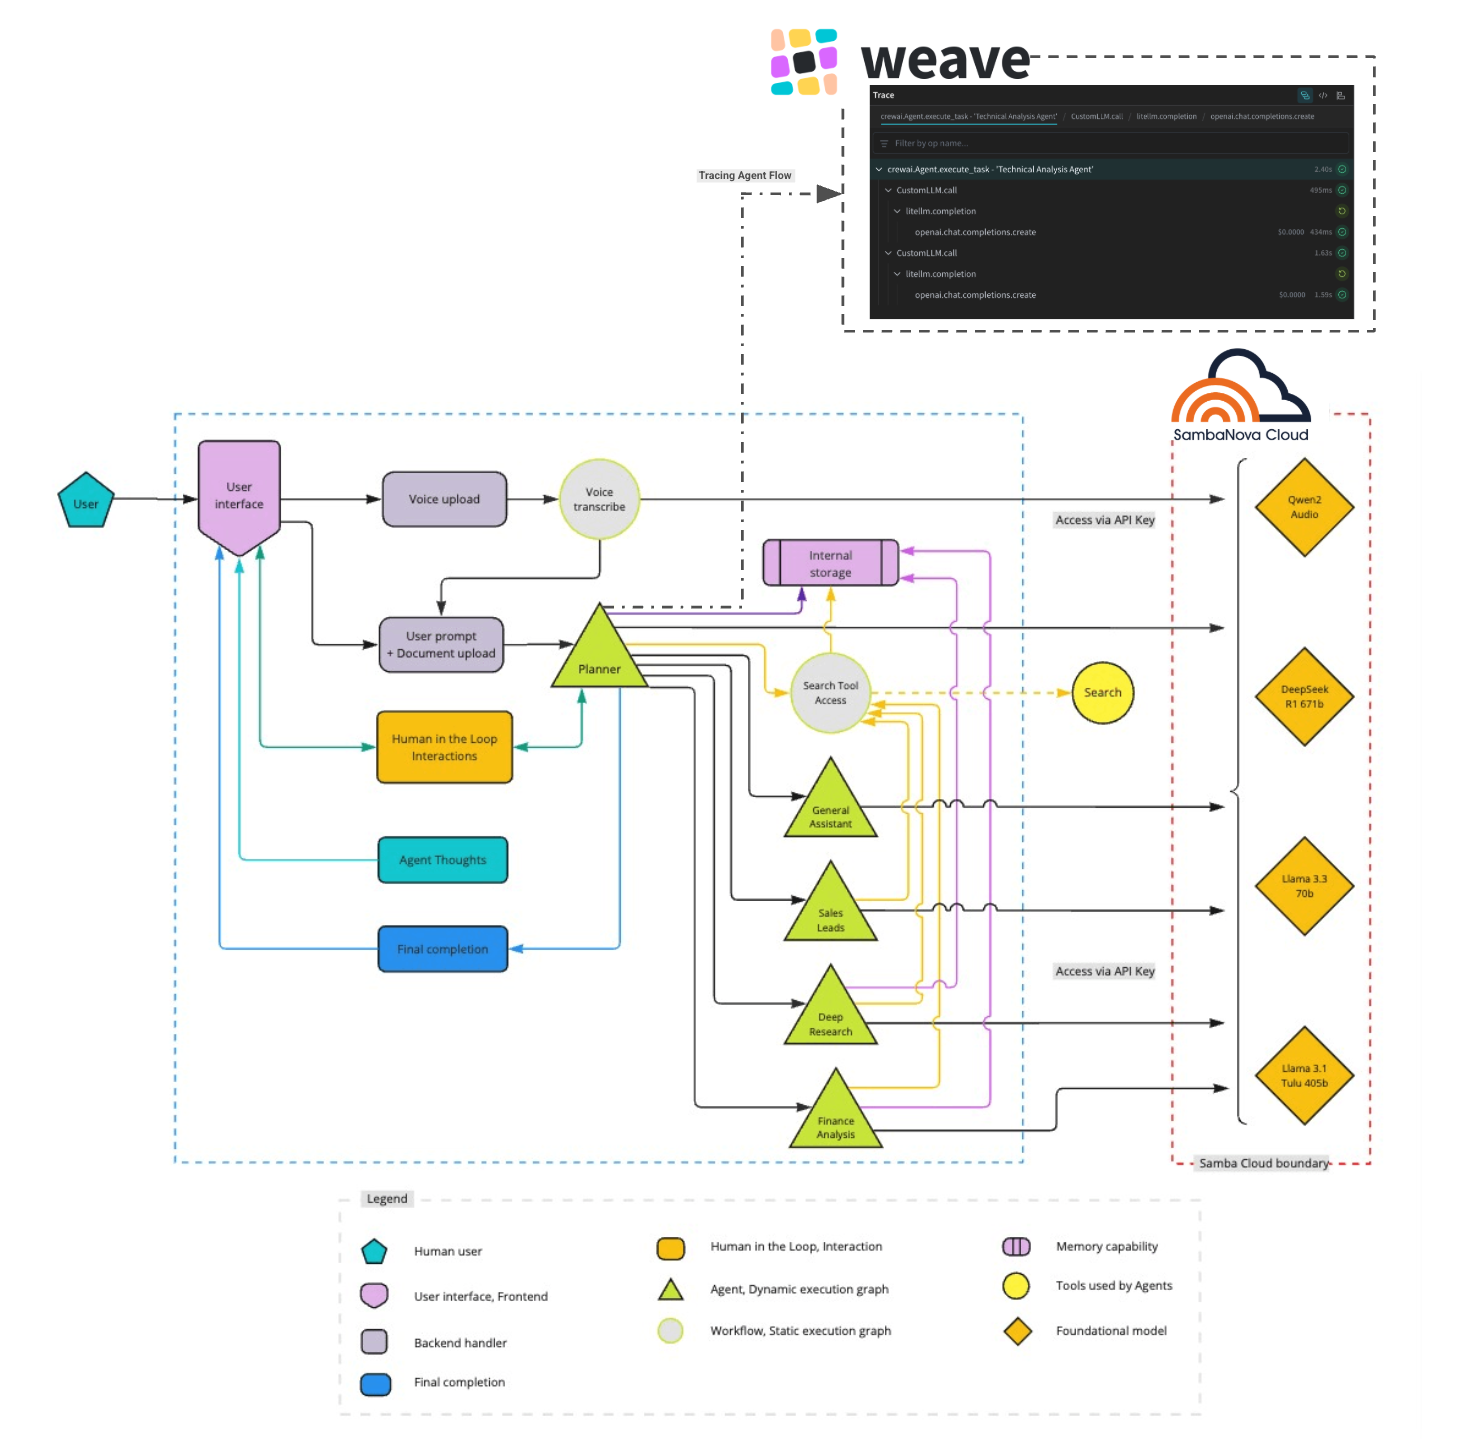 weave
Trace
crewai.Agent.execute_task - 'Technical Analysis Agent' / CustomLLM.call / litellm.completion / openai.chat.completions.create
Filter by op name...
crewai.Agent.execute_task - 'Technical Analysis Agent' 2.40s
CustomLLM.call 495ms
litellm.completion
openai.chat.completions.create $0.0000 434ms
CustomLLM.call 1.63s
litellm.completion
openai.chat.completions.create $0.0000 1.59s
Tracing Agent Flow
SambaNova Cloud
User
User
interface
Voice upload
Voice
transcribe
Access via API Key
Qwen2
Audio
Internal
storage
User prompt
+ Document upload
Planner
Search Tool
Access
Search
DeepSeek
R1 671b
Human in the Loop
Interactions
General
Assistant
Agent Thoughts
Llama 3.3
70b
Sales
Leads
Final completion
Access via API Key
Deep
Research
Llama 3.1
Tulu 405b
Finance
Analysis
Samba Cloud boundary
Legend
Human user
User interface, Frontend
Backend handler
Final completion
Human in the Loop, Interaction
Agent, Dynamic execution graph
Workflow, Static execution graph
Memory capability
Tools used by Agents
Foundational model